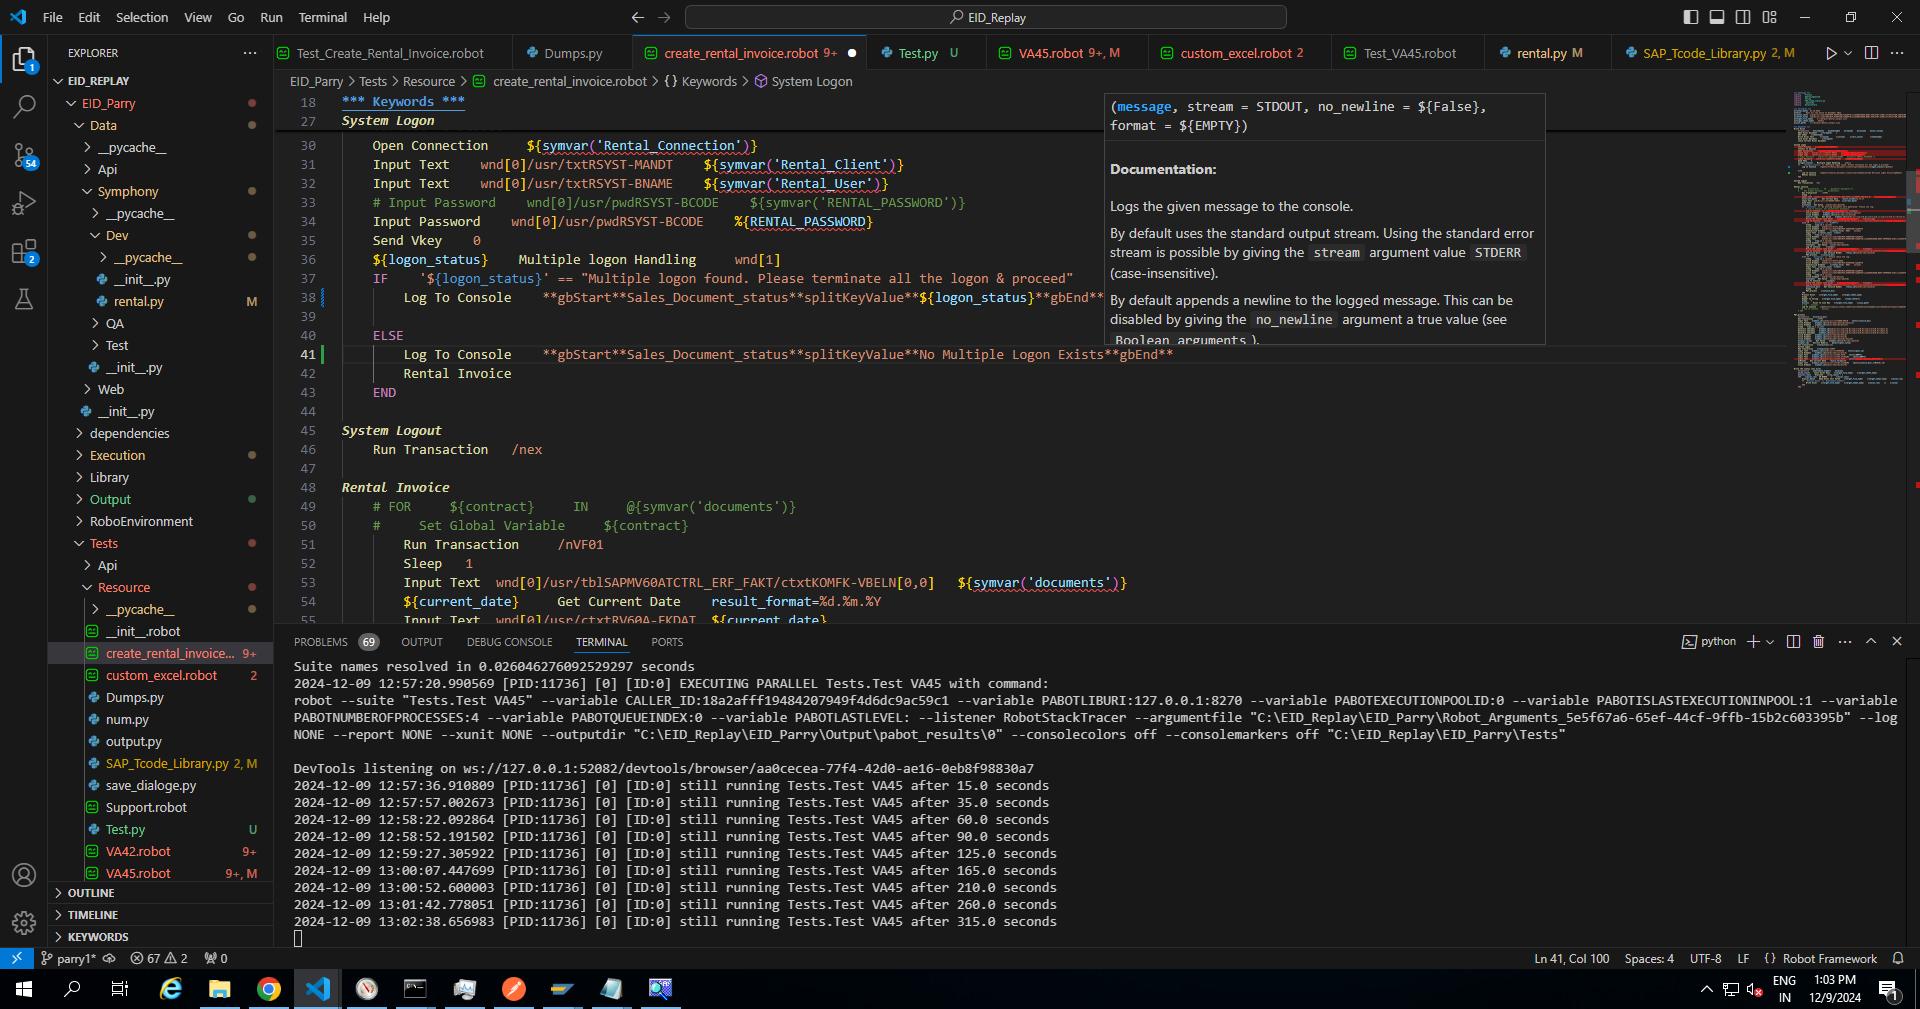 File Edit Selection View Go Run Terminal Help
EID_Replay
EXPLORER
Test_Create_Rental_Invoice.robot
Dumps.py
create_rental_invoice.robot 9+
Test.py U
VA45.robot 9+, M
custom_excel.robot 2
Test_VA45.robot
rental.py M
SAP_Tcode_Library.py 2, M
EID_Parry > Tests > Resource > create_rental_invoice.robot > {} Keywords > System Logon
EID_REPLAY
EID_Parry
Data
__pycache__
Api
Symphony
__pycache__
Dev
__pycache__
__init__.py
rental.py M
QA
Test
__init__.py
Web
__init__.py
dependencies
Execution
Library
Output
RoboEnvironment
Tests
Api
Resource
__pycache__
__init__.robot
create_rental_invoice... 9+
custom_excel.robot 2
Dumps.py
num.py
output.py
SAP_Tcode_Library.py 2, M
save_dialoge.py
Support.robot
Test.py U
VA42.robot 9+
VA45.robot 9+, M
OUTLINE
TIMELINE
KEYWORDS
1
54
2
18 *** Keywords ***
27 System Logon
30 Open Connection ${symvar('Rental_Connection')}
31 Input Text wnd[0]/usr/txtRSYST-MANDT ${symvar('Rental_Client')}
32 Input Text wnd[0]/usr/txtRSYST-BNAME ${symvar('Rental_User')}
33 # Input Password wnd[0]/usr/pwdRSYST-BCODE ${symvar('RENTAL_PASSWORD')}
34 Input Password wnd[0]/usr/pwdRSYST-BCODE %{RENTAL_PASSWORD}
35 Send Vkey 0
36 ${logon_status} Multiple logon Handling wnd[1]
37 IF '${logon_status}' == "Multiple logon found. Please terminate all the logon & proceed"
38 Log To Console **gbStart**Sales_Document_status**splitKeyValue**${logon_status}**gbEnd**
39
40 ELSE
41 Log To Console **gbStart**Sales_Document_status**splitKeyValue**No Multiple Logon Exists**gbEnd**
42 Rental Invoice
43 END
44
45 System Logout
46 Run Transaction /nex
47
48 Rental Invoice
49 # FOR ${contract} IN @{symvar('documents')}
50 # Set Global Variable ${contract}
51 Run Transaction /nVF01
52 Sleep 1
53 Input Text wnd[0]/usr/tblSAPMV60ATCTRL_ERF_FAKT/ctxtKOMFK-VBELN[0,0] ${symvar('documents')}
54 ${current_date} Get Current Date result_format=%d.%m.%Y
55 Input Text wnd[0]/usr/ctxtRV60A-FKDAT ${current_date}
(message, stream = STDOUT, no_newline = ${False},
format = ${EMPTY})
Documentation:
Logs the given message to the console.
By default uses the standard output stream. Using the standard error
stream is possible by giving the stream argument value STDERR
(case-insensitive).
By default appends a newline to the logged message. This can be
disabled by giving the no_newline argument a true value (see
Boolean arguments ).
PROBLEMS 69 OUTPUT DEBUG CONSOLE TERMINAL PORTS
python
Suite names resolved in 0.026046276092529297 seconds
2024-12-09 12:57:20.990569 [PID:11736] [0] [ID:0] EXECUTING PARALLEL Tests.Test VA45 with command:
robot --suite "Tests.Test VA45" --variable CALLER_ID:18a2afff19484207949f4d6dc9ac59c1 --variable PABOTLIBURI:127.0.0.1:8270 --variable PABOTEXECUTIONPOOLID:0 --variable PABOTISLASTEXECUTIONINPOOL:1 --variable
PABOTNUMBEROFPROCESSES:4 --variable PABOTQUEUEINDEX:0 --variable PABOTLASTLEVEL: --listener RobotStackTracer --argumentfile "C:\EID_Replay\EID_Parry\Robot_Arguments_5e5f67a6-65ef-44cf-9ffb-15b2c603395b" --log
NONE --report NONE --xunit NONE --outputdir "C:\EID_Replay\EID_Parry\Output\pabot_results\0" --consolecolors off --consolemarkers off "C:\EID_Replay\EID_Parry\Tests"
DevTools listening on ws://127.0.0.1:52082/devtools/browser/aa0cecea-77f4-42d0-ae16-0eb8f98830a7
2024-12-09 12:57:36.910809 [PID:11736] [0] [ID:0] still running Tests.Test VA45 after 15.0 seconds
2024-12-09 12:57:57.002673 [PID:11736] [0] [ID:0] still running Tests.Test VA45 after 35.0 seconds
2024-12-09 12:58:22.092864 [PID:11736] [0] [ID:0] still running Tests.Test VA45 after 60.0 seconds
2024-12-09 12:58:52.191502 [PID:11736] [0] [ID:0] still running Tests.Test VA45 after 90.0 seconds
2024-12-09 12:59:27.305922 [PID:11736] [0] [ID:0] still running Tests.Test VA45 after 125.0 seconds
2024-12-09 13:00:07.447699 [PID:11736] [0] [ID:0] still running Tests.Test VA45 after 165.0 seconds
2024-12-09 13:00:52.600003 [PID:11736] [0] [ID:0] still running Tests.Test VA45 after 210.0 seconds
2024-12-09 13:01:42.778051 [PID:11736] [0] [ID:0] still running Tests.Test VA45 after 260.0 seconds
2024-12-09 13:02:38.656983 [PID:11736] [0] [ID:0] still running Tests.Test VA45 after 315.0 seconds
parry1* 67 2 0
Ln 41, Col 100 Spaces: 4 UTF-8 LF {} Robot Framework
ENG
IN
1:03 PM
12/9/2024
1